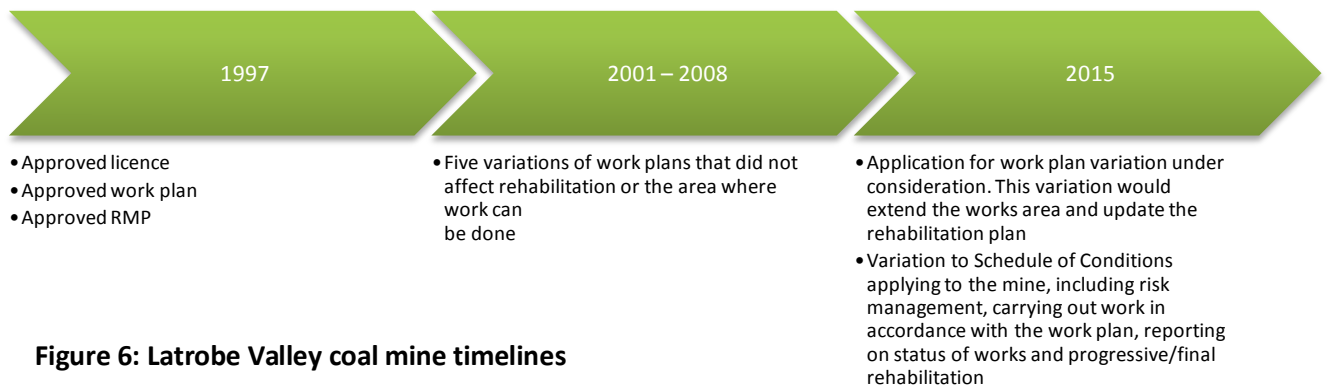 1997
2001 – 2008
2015
•Approved licence
•Approved work plan
•Approved RMP
•Five variations of work plans that did not
affect rehabilitation or the area where
work can
be done
•Application for work plan variation under
consideration. This variation would
extend the works area and update the
rehabilitation plan
•Variation to Schedule of Conditions
applying to the mine, including risk
management, carrying out work in
accordance with the work plan, reporting
on status of works and progressive/final
rehabilitation
Figure 6: Latrobe Valley coal mine timelines